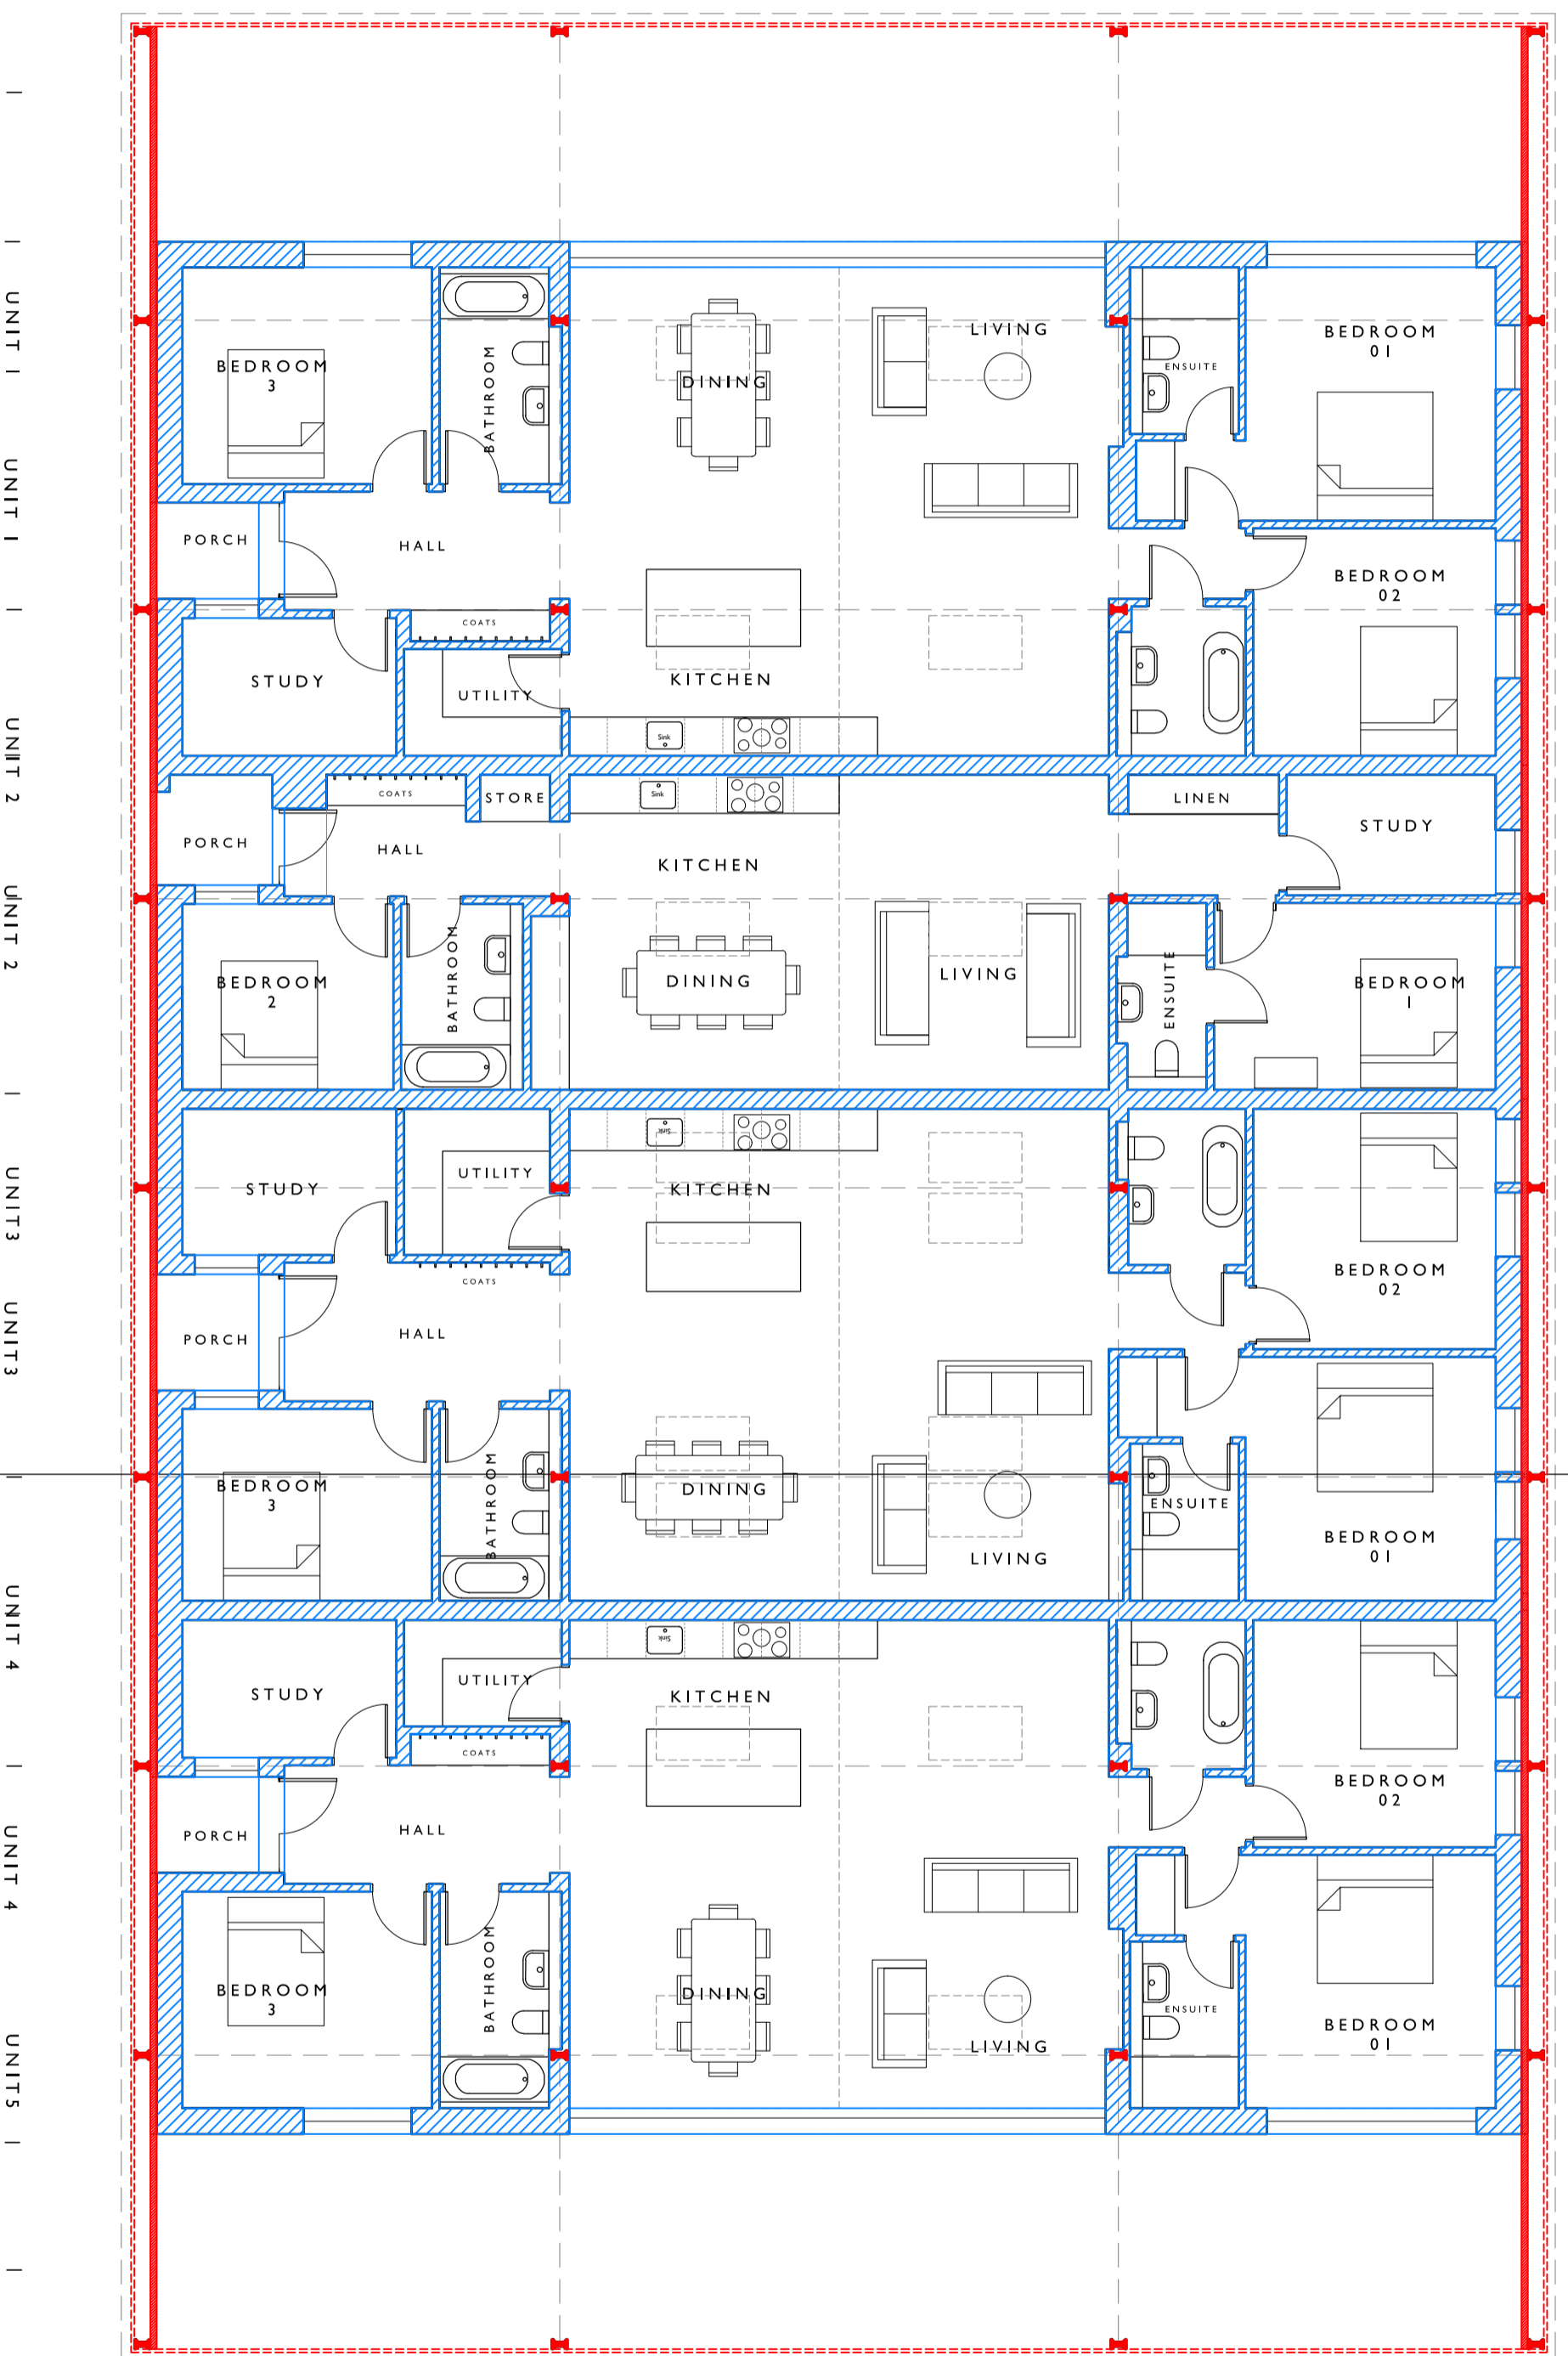 UNIT 1
UNIT 1
UNIT 2
UNIT 2
UNIT3
UNIT3
UNIT 4
UNIT 4
UNIT5
LIVING
BEDROOM
01
BEDROOM
3
BATHROOM
DINING
ENSUITE
PORCH
HALL
BEDROOM
02
COATS
STUDY
UTILITY
KITCHEN
Sink
COATS
STORE
Sink
LINEN
STUDY
PORCH
HALL
KITCHEN
BEDROOM
2
BATHROOM
DINING
LIVING
ENSUITE
BEDROOM
1
Sink
STUDY
UTILITY
KITCHEN
COATS
BEDROOM
02
PORCH
HALL
BEDROOM
3
BATHROOM
DINING
ENSUITE
LIVING
BEDROOM
01
Sink
STUDY
UTILITY
KITCHEN
COATS
BEDROOM
02
PORCH
HALL
BEDROOM
3
BATHROOM
DINING
ENSUITE
LIVING
BEDROOM
01